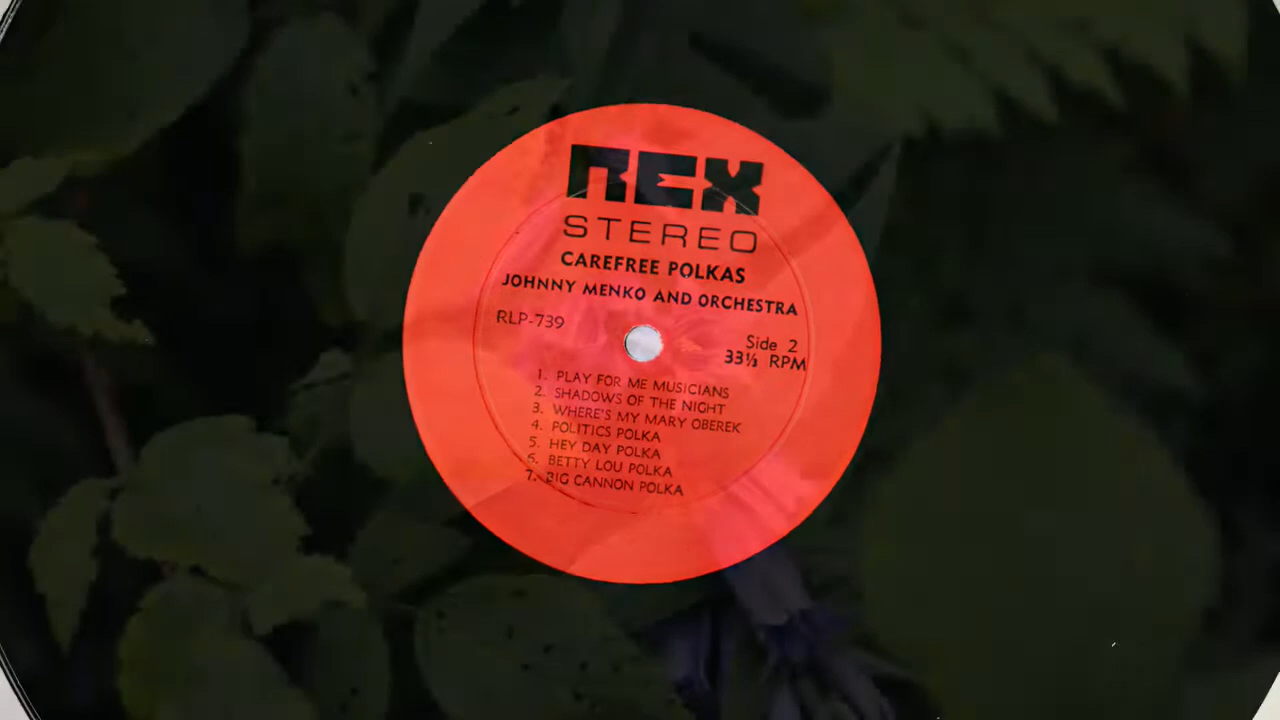 REX
STEREO
CAREFREE POLKAS
JOHNNY MENKO AND ORCHESTRA
RLP-739
Side 2
33⅓ RPM
1. PLAY FOR ME MUSICIANS
2. SHADOWS OF THE NIGHT
3. WHERE'S MY MARY OBEREK
4. POLITICS POLKA
5. HEY DAY POLKA
6. BETTY LOU POLKA
7. BIG CANNON POLKA